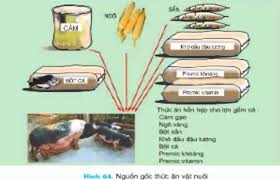 CÁM
NGÔ
SẮN
Khô dầu đậu tương
BỘT CÁ
Premic khoáng
Premic vitamin
Thức ăn hỗn hợp cho lợn gồm có :
Cám gạo
Ngô vàng
Bột sắn
Khô dầu đậu tương
Bột cá
Premic khoáng
Premic vitamin
Hình 64. Nguồn gốc thức ăn vật nuôi